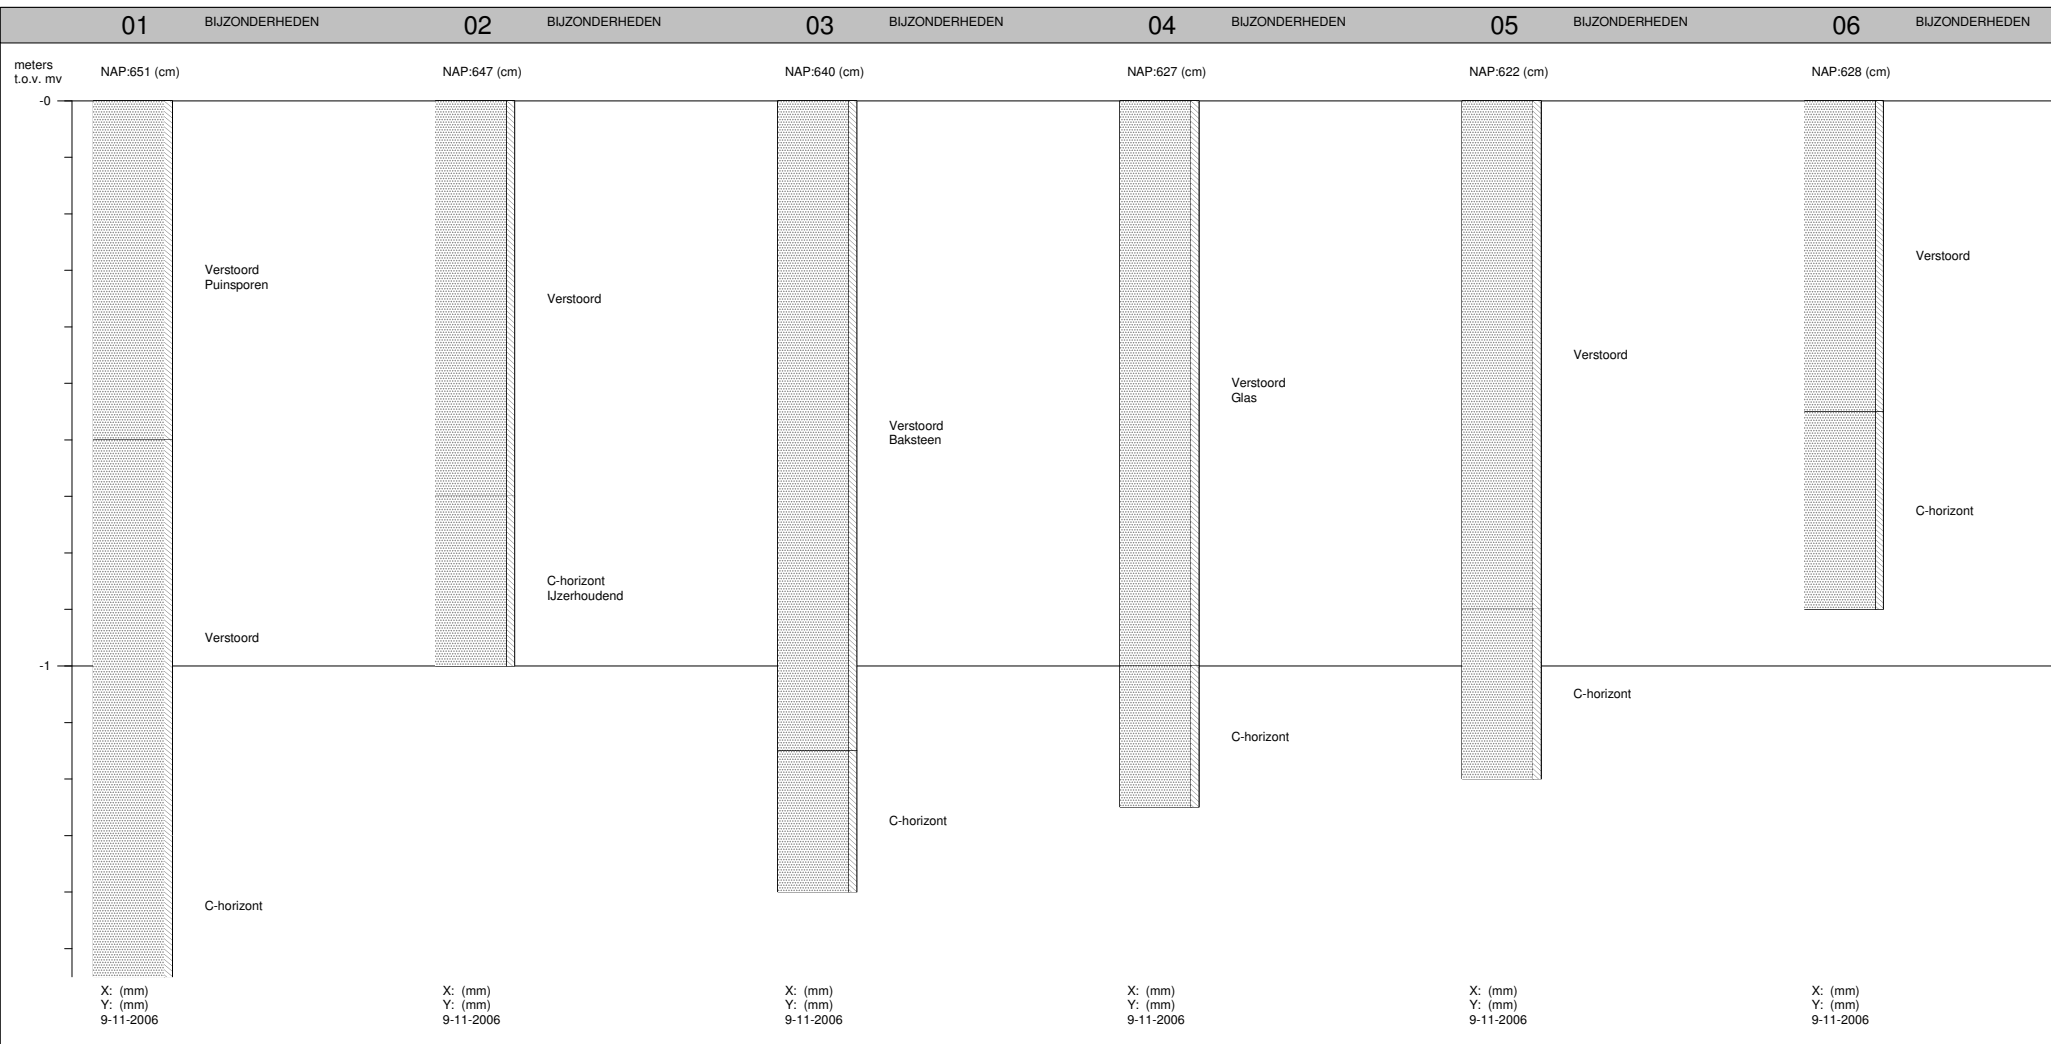 01 BIJZONDERHEDEN 02 BIJZONDERHEDEN 03 BIJZONDERHEDEN 04 BIJZONDERHEDEN 05 BIJZONDERHEDEN 06 BIJZONDERHEDEN
meters
t.o.v. mv
NAP:651 (cm) NAP:647 (cm) NAP:640 (cm) NAP:627 (cm) NAP:622 (cm) NAP:628 (cm)
-0
-1
Verstoord
Puinsporen
Verstoord
C-horizont
X: (mm)
Y: (mm)
9-11-2006
Verstoord
C-horizont
IJzerhoudend
X: (mm)
Y: (mm)
9-11-2006
Verstoord
Baksteen
C-horizont
X: (mm)
Y: (mm)
9-11-2006
Verstoord
Glas
C-horizont
X: (mm)
Y: (mm)
9-11-2006
Verstoord
C-horizont
X: (mm)
Y: (mm)
9-11-2006
Verstoord
C-horizont
X: (mm)
Y: (mm)
9-11-2006